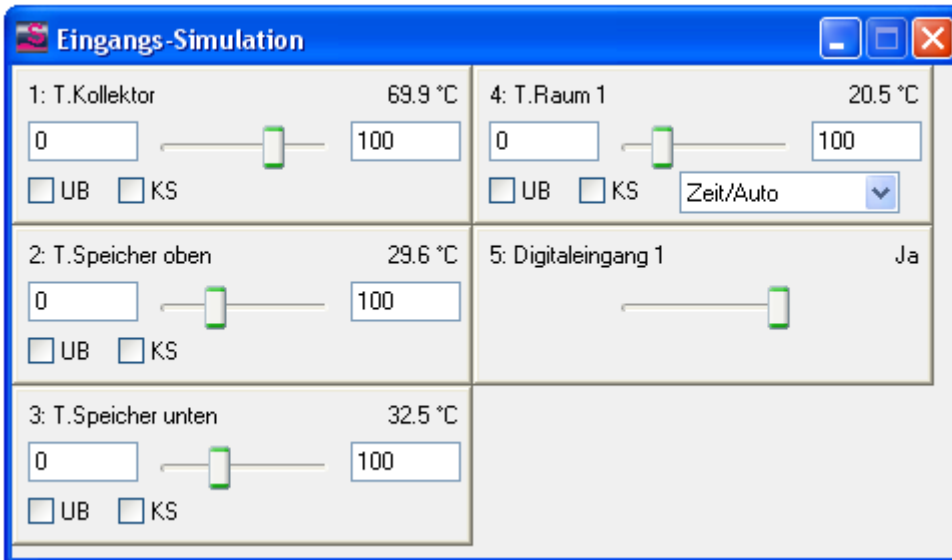 Eingangs-Simulation
1: T.Kollektor 69.9 °C
0 100
UB KS
2: T.Speicher oben 29.6 °C
0 100
UB KS
3: T.Speicher unten 32.5 °C
0 100
UB KS
4: T.Raum 1 20.5 °C
0 100
UB KS Zeit/Auto
5: Digitaleingang 1 Ja